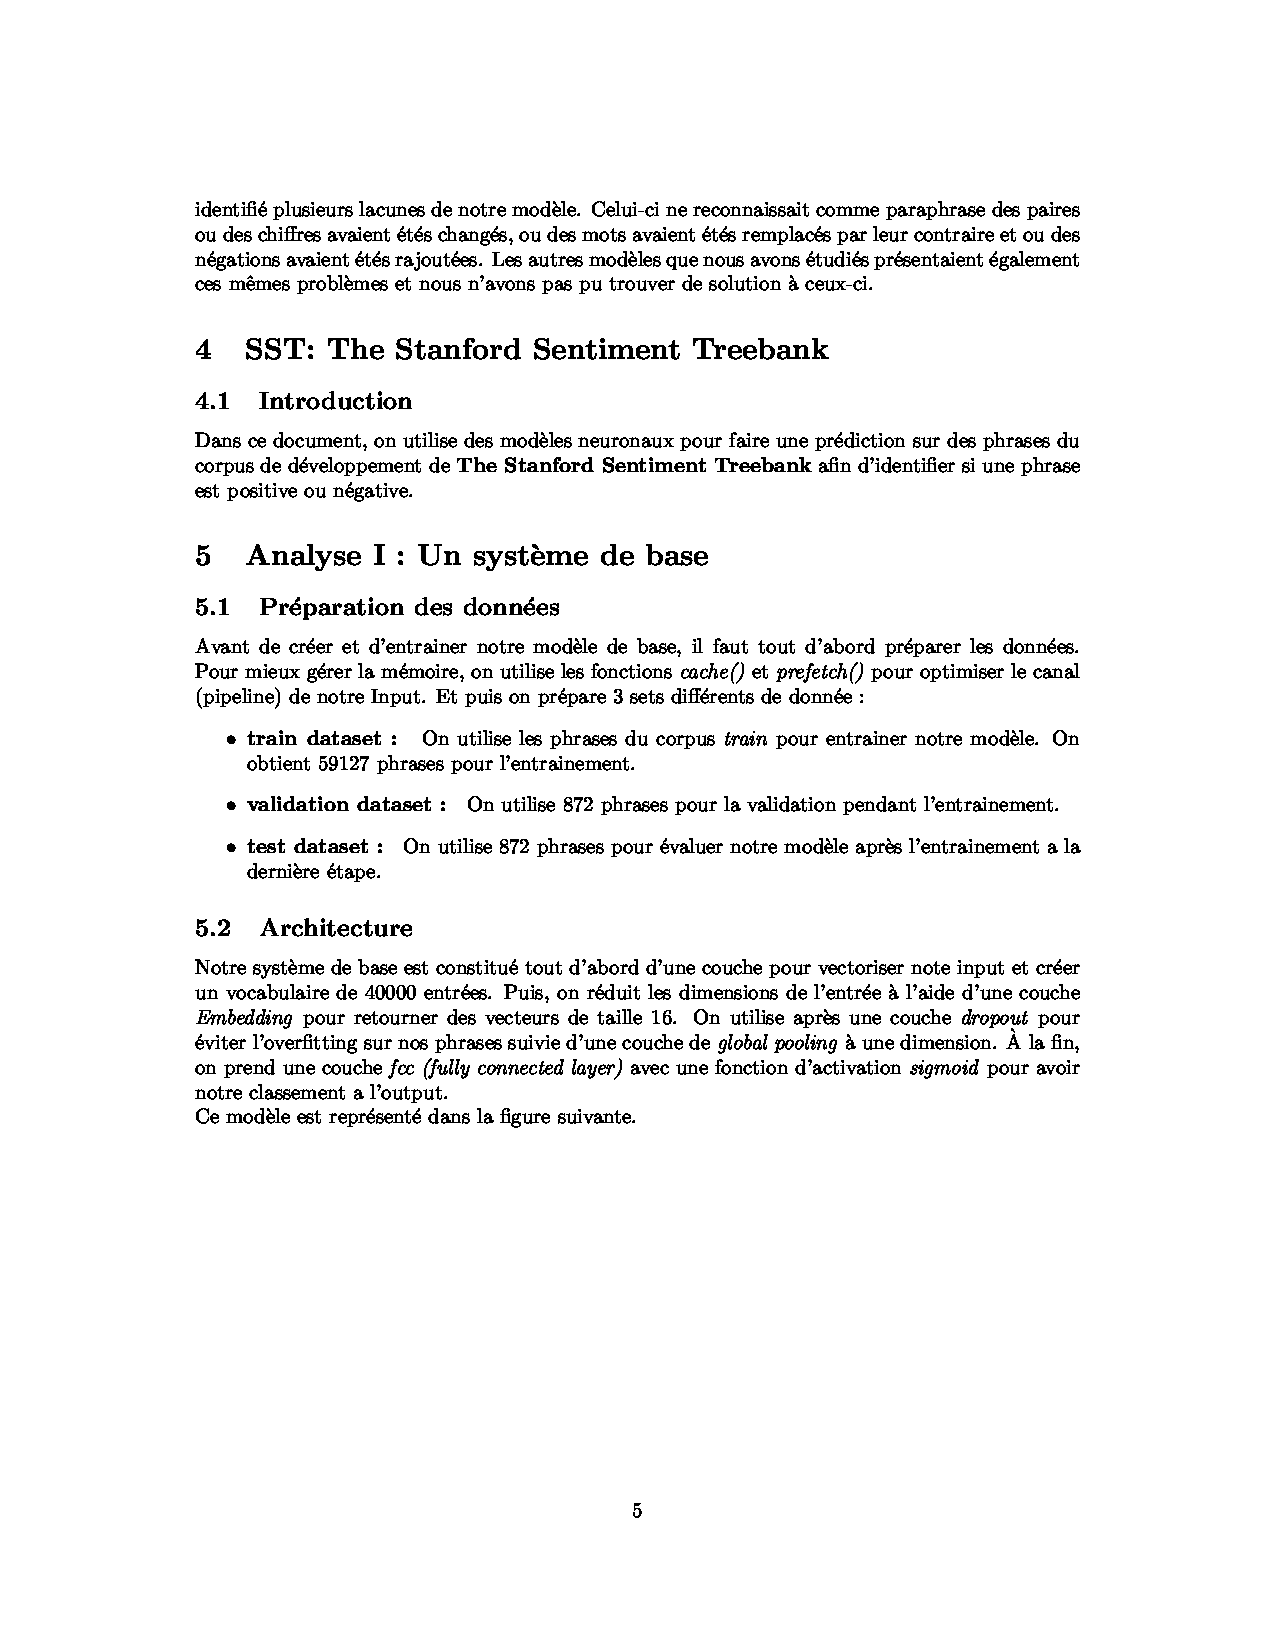 identifié plusieurs lacunes de notre modèle. Celui-ci ne reconnaissait comme paraphrase des paires
ou des chiffres avaient étés changés, ou des mots avaient étés remplacés par leur contraire et ou des
négations avaient étés rajoutées. Les autres modèles que nous avons étudiés présentaient également
ces mêmes problèmes et nous n'avons pas pu trouver de solution à ceux-ci.
4 SST: The Stanford Sentiment Treebank
4.1 Introduction
Dans ce document, on utilise des modèles neuronaux pour faire une prédiction sur des phrases du
corpus de développement de The Stanford Sentiment Treebank afin d'identifier si une phrase
est positive ou négative.
5 Analyse I : Un système de base
5.1 Préparation des données
Avant de créer et d'entrainer notre modèle de base, il faut tout d'abord préparer les données.
Pour mieux gérer la mémoire, on utilise les fonctions cache() et prefetch() pour optimiser le canal
(pipeline) de notre Input. Et puis on prépare 3 sets différents de donnée :
• train dataset : On utilise les phrases du corpus train pour entrainer notre modèle. On
obtient 59127 phrases pour l'entrainement.
• validation dataset : On utilise 872 phrases pour la validation pendant l'entrainement.
• test dataset : On utilise 872 phrases pour évaluer notre modèle après l'entrainement a la
dernière étape.
5.2 Architecture
Notre système de base est constitué tout d'abord d'une couche pour vectoriser note input et créer
un vocabulaire de 40000 entrées. Puis, on réduit les dimensions de l'entrée à l'aide d'une couche
Embedding pour retourner des vecteurs de taille 16. On utilise après une couche dropout pour
éviter l'overfitting sur nos phrases suivie d'une couche de global pooling à une dimension. À la fin,
on prend une couche fcc (fully connected layer) avec une fonction d'activation sigmoid pour avoir
notre classement a l'output.
Ce modèle est représenté dans la figure suivante.
5